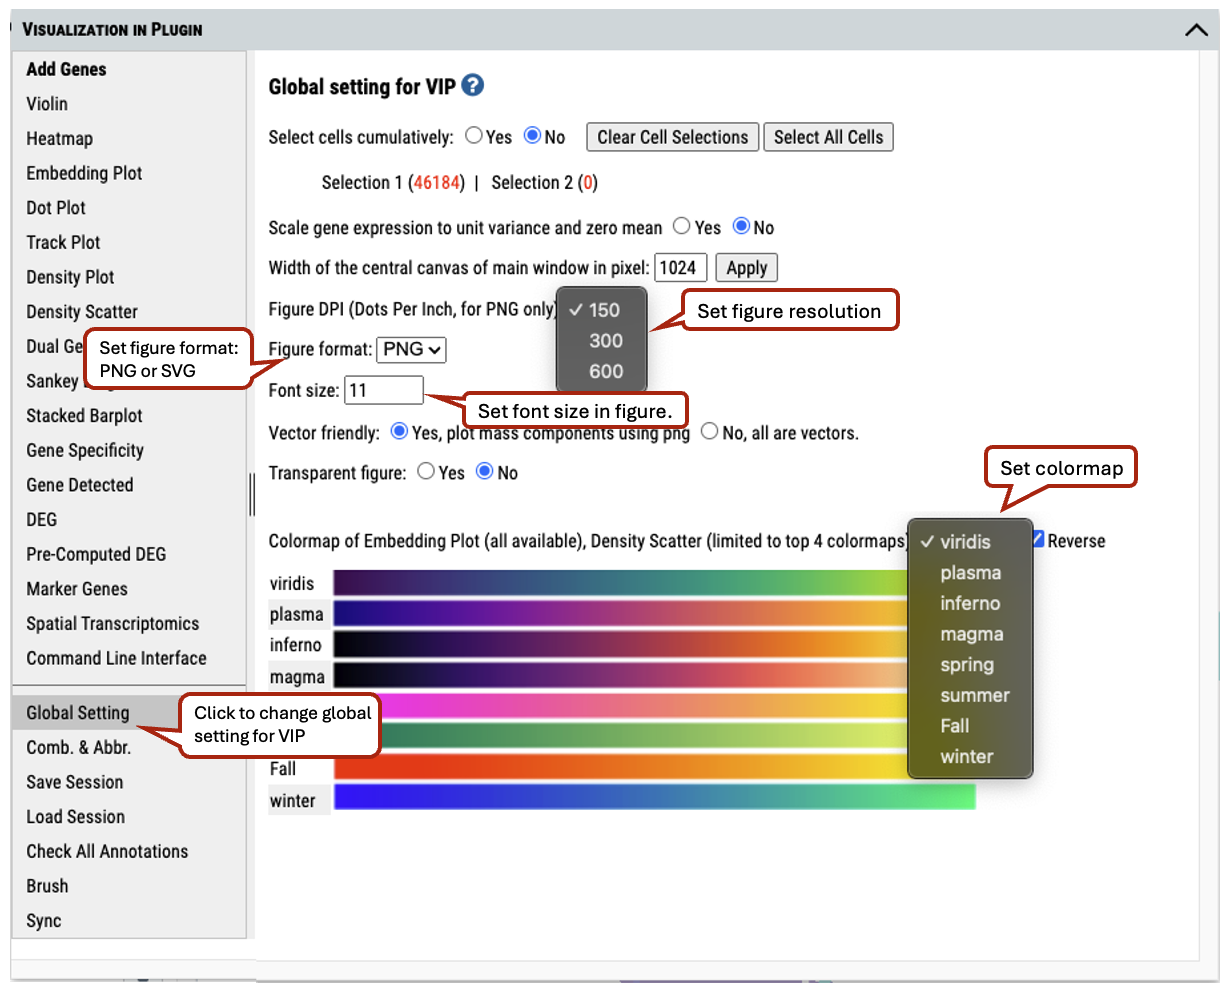 VISUALIZATION IN PLUGIN
Add Genes
Violin
Heatmap
Embedding Plot
Dot Plot
Track Plot
Density Plot
Density Scatter
Dual Ge
Sankey
Stacked Barplot
Gene Specificity
Gene Detected
DEG
Pre-Computed DEG
Marker Genes
Spatial Transcriptomics
Command Line Interface
Global Setting
Comb. & Abbr.
Save Session
Load Session
Check All Annotations
Brush
Sync
Set figure format:
PNG or SVG
Click to change global
setting for VIP
Global setting for VIP ?
Select cells cumulatively: Yes No Clear Cell Selections Select All Cells
Selection 1 (46184) | Selection 2 (0)
Scale gene expression to unit variance and zero mean Yes No
Width of the central canvas of main window in pixel: 1024 Apply
Figure DPI (Dots Per Inch, for PNG only)
✓ 150
300
600
Set figure resolution
Figure format: PNG
Font size: 11
Set font size in figure.
Vector friendly: Yes, plot mass components using png No, all are vectors.
Transparent figure: Yes No
Set colormap
Colormap of Embedding Plot (all available), Density Scatter (limited to top 4 colormaps) Reverse
✓ viridis
plasma
inferno
magma
spring
summer
Fall
winter
viridis
plasma
inferno
magma
Fall
winter